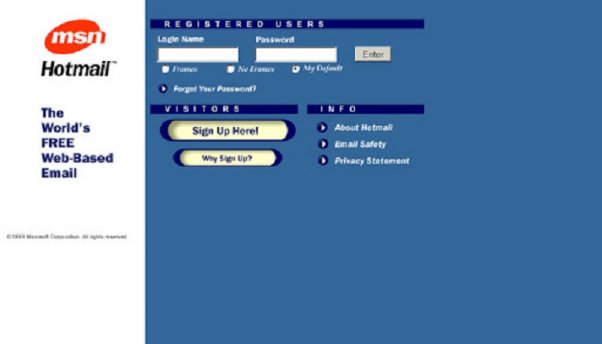 msn
Hotmail™
The
World's
FREE
Web-Based
Email
©1999 Microsoft Corporation. All rights reserved.
REGISTERED USERS
Login Name Password
Enter
Frames No Frames My Default
Forgot Your Password?
VISITORS
Sign Up Here!
Why Sign Up?
INFO
About Hotmail
Email Safety
Privacy Statement